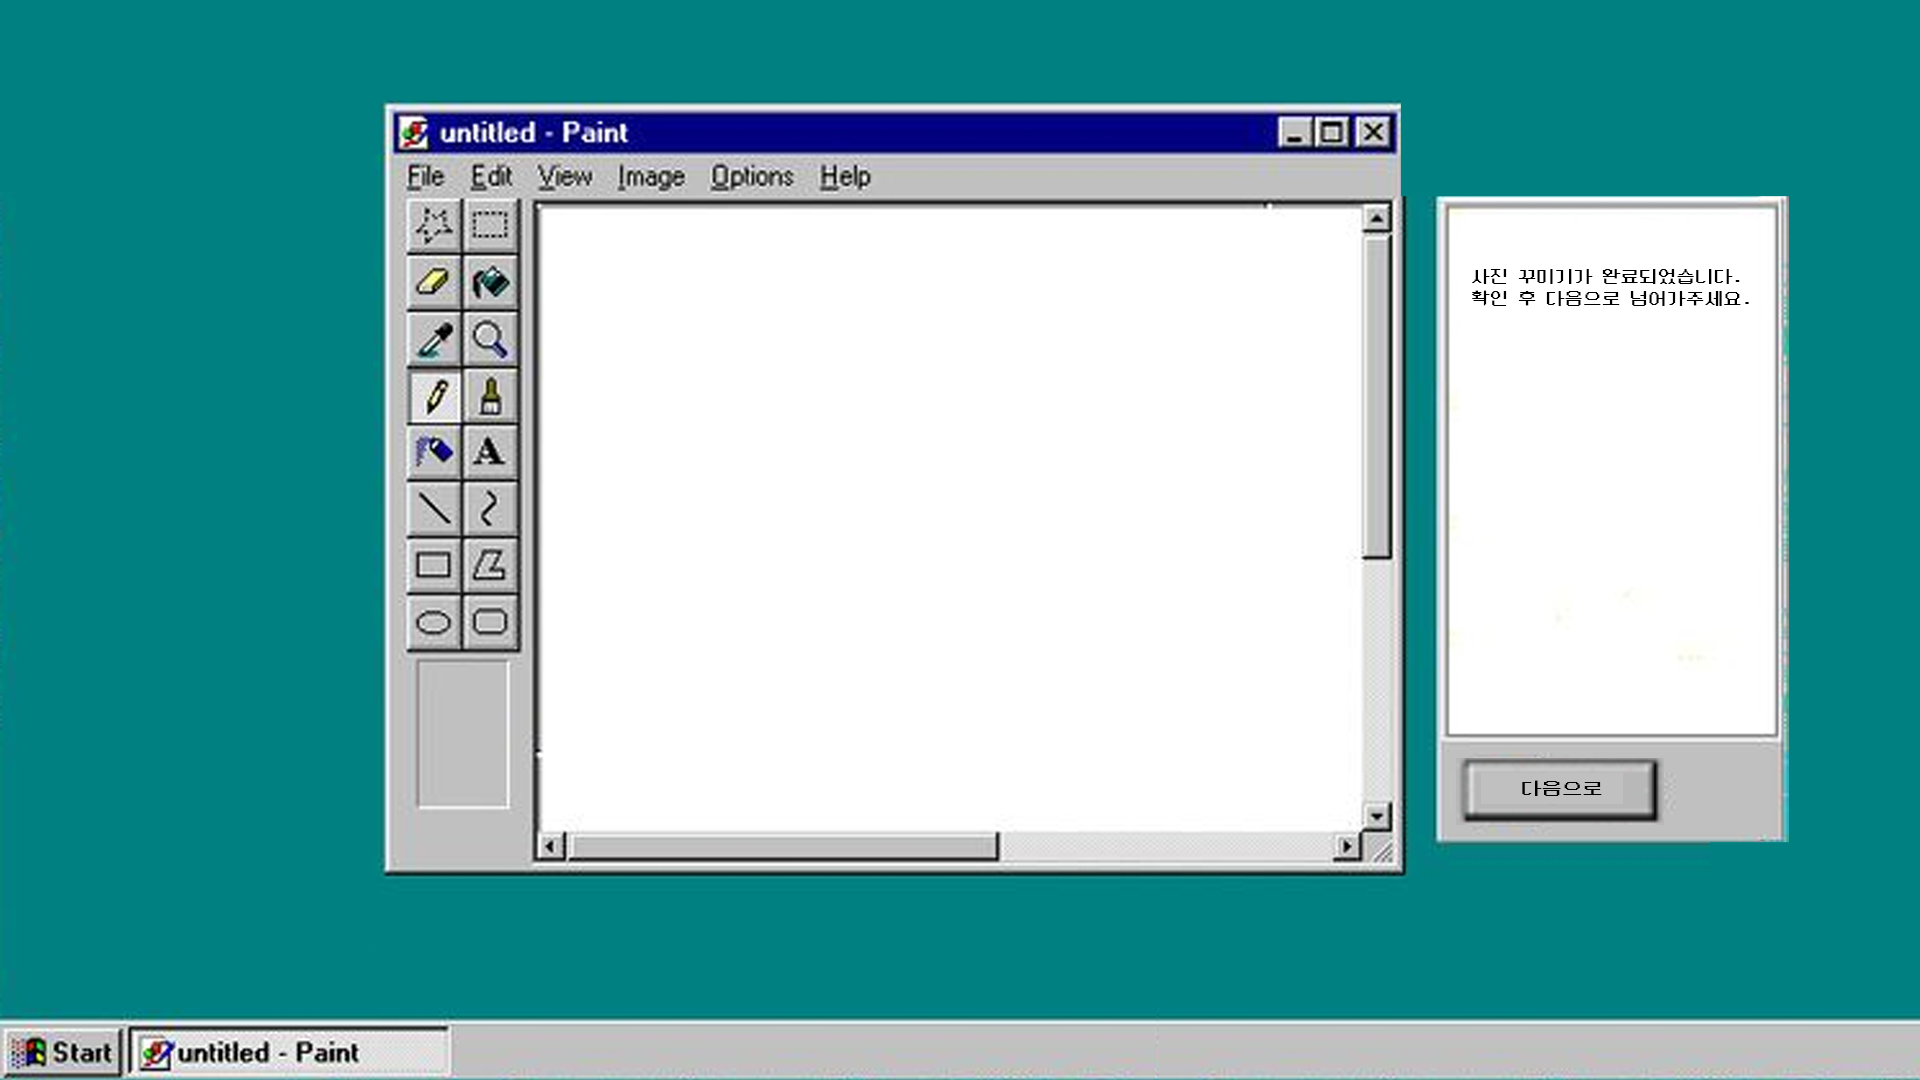 untitled - Paint
File Edit View Image Options Help
A
사진 꾸미기가 완료되었습니다.
확인 후 다음으로 넘어가주세요.
다음으로
Start
untitled - Paint